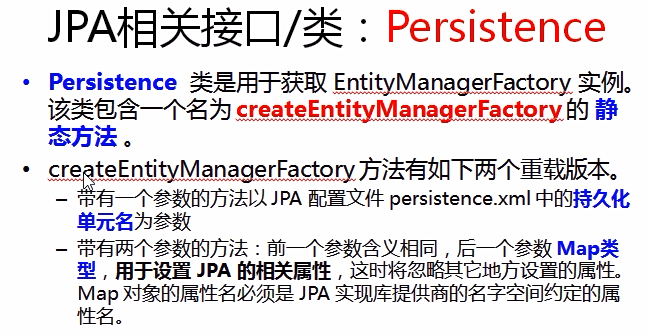 JPA相关接口/类：Persistence
• Persistence 类是用于获取 EntityManagerFactory 实例。
该类包含一个名为 createEntityManagerFactory 的 静
态方法 。
• createEntityManagerFactory 方法有如下两个重载版本。
– 带有一个参数的方法以 JPA 配置文件 persistence.xml 中的持久化
单元名为参数
– 带有两个参数的方法：前一个参数含义相同，后一个参数 Map类
型，用于设置 JPA 的相关属性，这时将忽略其它地方设置的属性。
Map 对象的属性名必须是 JPA 实现库提供商的名字空间约定的属
性名。